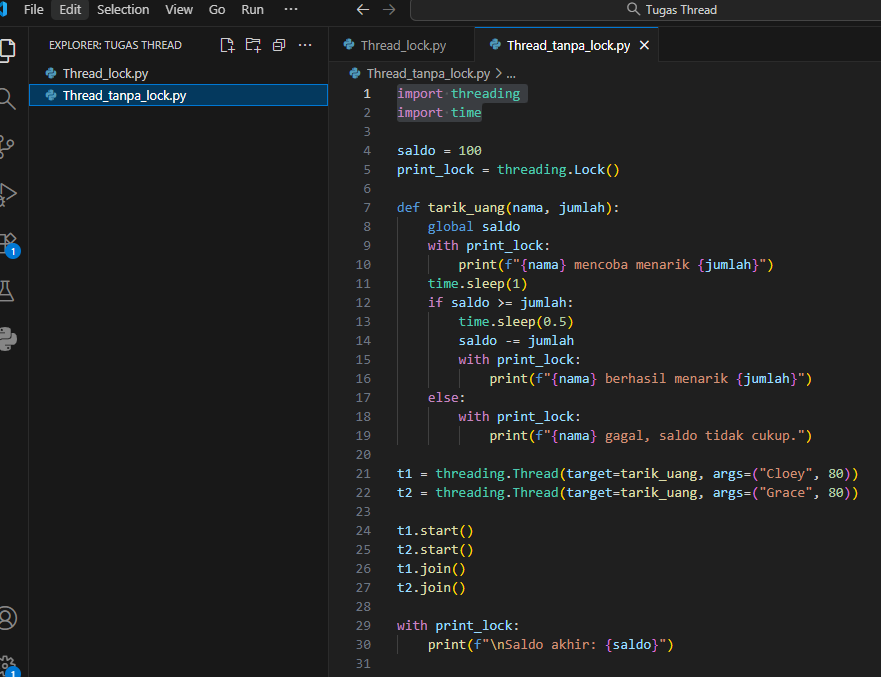 File Edit Selection View Go Run ··· Tugas Thread
EXPLORER: TUGAS THREAD
Thread_lock.py
Thread_tanpa_lock.py
1
1
Thread_lock.py Thread_tanpa_lock.py
Thread_tanpa_lock.py > ...
1 import threading
2 import time
3
4 saldo = 100
5 print_lock = threading.Lock()
6
7 def tarik_uang(nama, jumlah):
8     global saldo
9     with print_lock:
10         print(f"{nama} mencoba menarik {jumlah}")
11     time.sleep(1)
12     if saldo >= jumlah:
13         time.sleep(0.5)
14         saldo -= jumlah
15         with print_lock:
16             print(f"{nama} berhasil menarik {jumlah}")
17     else:
18         with print_lock:
19             print(f"{nama} gagal, saldo tidak cukup.")
20
21 t1 = threading.Thread(target=tarik_uang, args=("Cloey", 80))
22 t2 = threading.Thread(target=tarik_uang, args=("Grace", 80))
23
24 t1.start()
25 t2.start()
26 t1.join()
27 t2.join()
28
29 with print_lock:
30     print(f"\nSaldo akhir: {saldo}")
31